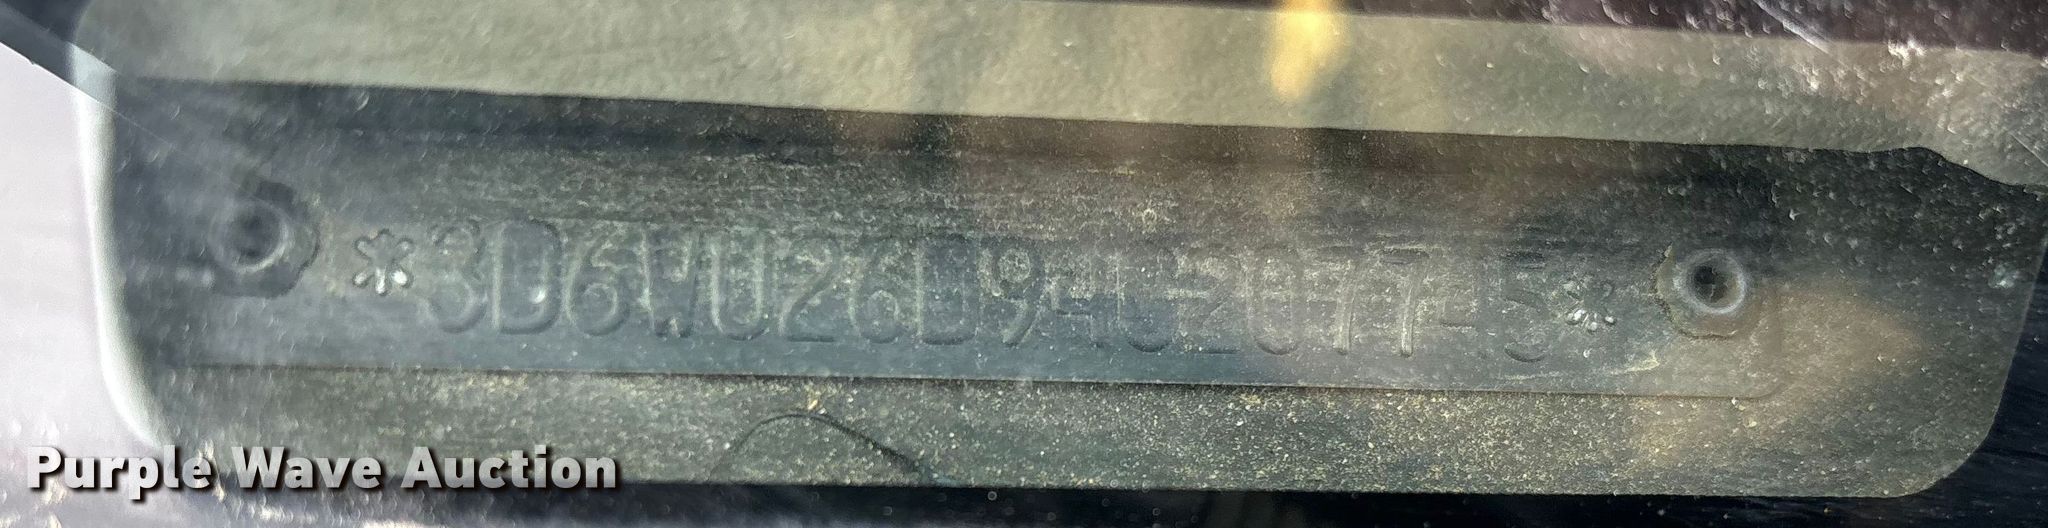 *3D6WU26D94G207745*
Purple Wave Auction